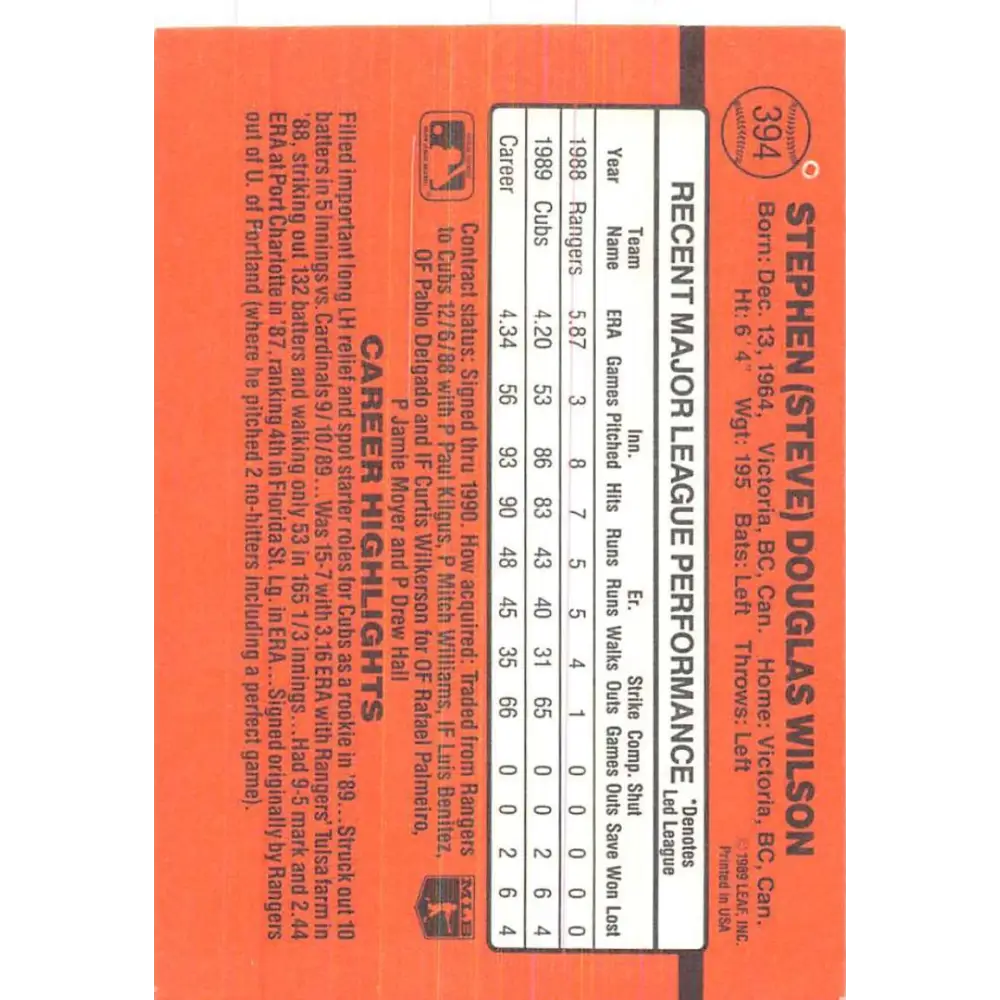 394
STEPHEN (STEVE) DOUGLAS WILSON
Born: Dec. 13, 1964, Victoria, BC, Can. Home: Victoria, BC, Can.
Ht: 6'4" Wgt: 195 Bats: Left Throws: Left
© 1989 LEAF, INC.
Printed in USA
RECENT MAJOR LEAGUE PERFORMANCE
*Denotes
Led League
Team Inn. Er. Strike Comp. Shut
Year Name ERA Games Pitched Hits Runs Runs Walks Outs Games Outs Save Won Lost
1988 Rangers 5.87 3 8 7 5 5 4 1 0 0 0 0 0
1989 Cubs 4.20 53 86 83 43 40 31 65 0 0 2 6 4
Career 4.34 56 93 90 48 45 35 66 0 0 2 6 4
Contract status: Signed thru 1990. How acquired: Traded from Rangers
to Cubs 12/6/88 with P Paul Kilgus, P Mitch Williams, IF Luis Benitez,
OF Pablo Delgado and IF Curtis Wilkerson for OF Rafael Palmeiro,
P Jamie Moyer and P Drew Hall
MLB
CAREER HIGHLIGHTS
Filled important long LH relief and spot starter roles for Cubs as a rookie in '89...Struck out 10
batters in 5 innings vs. Cardinals 9/10/89...Was 15-7 with 3.16 ERA with Rangers' Tulsa farm in
'88, striking out 132 batters and walking only 53 in 165 1/3 innings...Had 9-5 mark and 2.44
ERA at Port Charlotte in '87, ranking 4th in Florida St. Lg. in ERA...Signed originally by Rangers
out of U. of Portland (where he pitched 2 no-hitters including a perfect game).